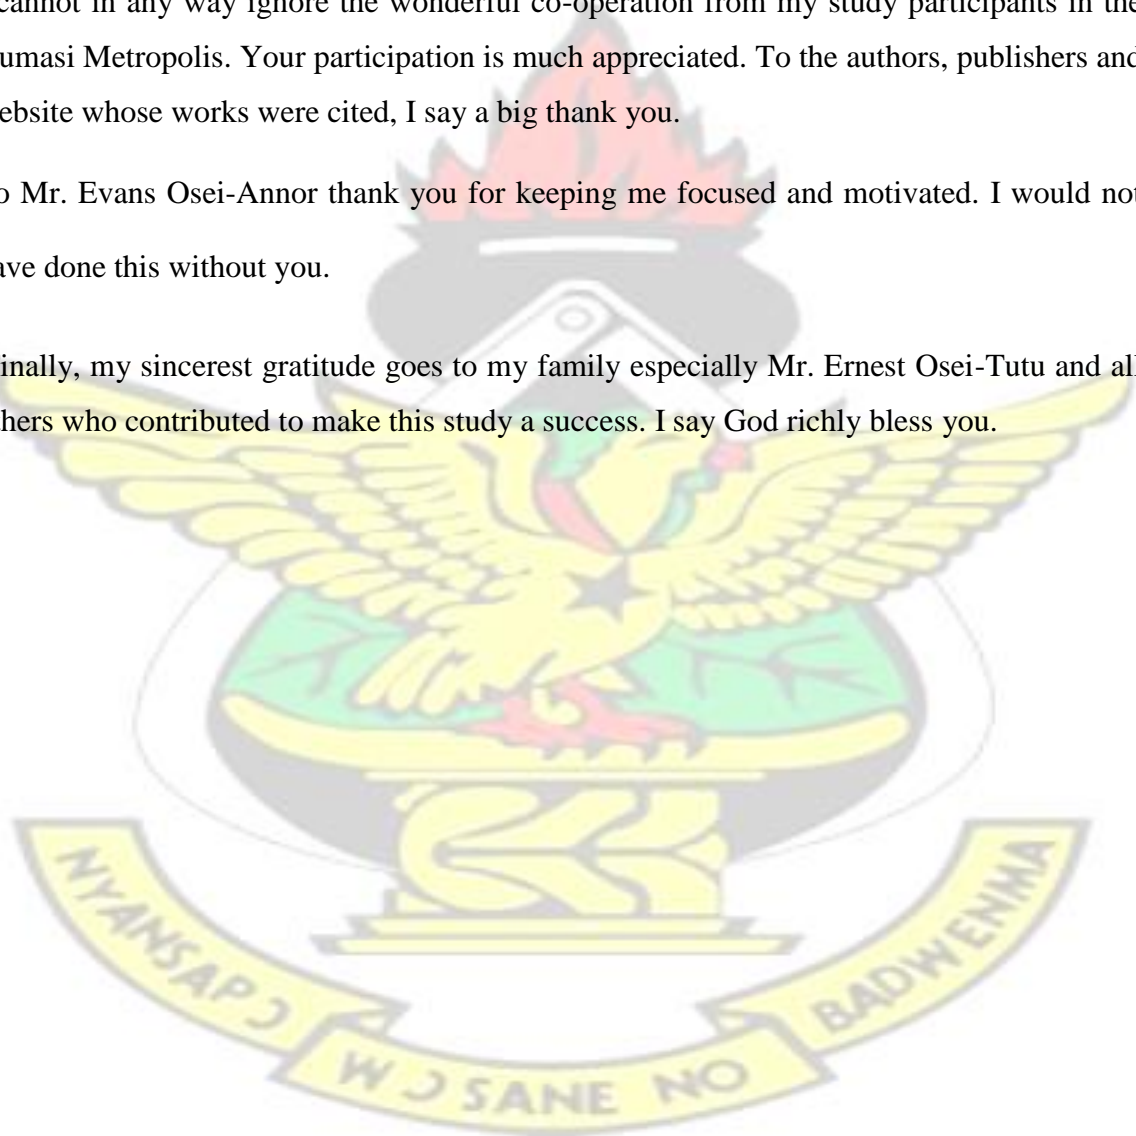 cannot in any way ignore the wonderful co-operation from my study participants in the
umasi Metropolis. Your participation is much appreciated. To the authors, publishers and
ebsite whose works were cited, I say a big thank you.
o Mr. Evans Osei-Annor thank you for keeping me focused and motivated. I would not
ave done this without you.
inally, my sincerest gratitude goes to my family especially Mr. Ernest Osei-Tutu and all
thers who contributed to make this study a success. I say God richly bless you.
NYANSAPƆ
WƆSANE NO
BADWENMA